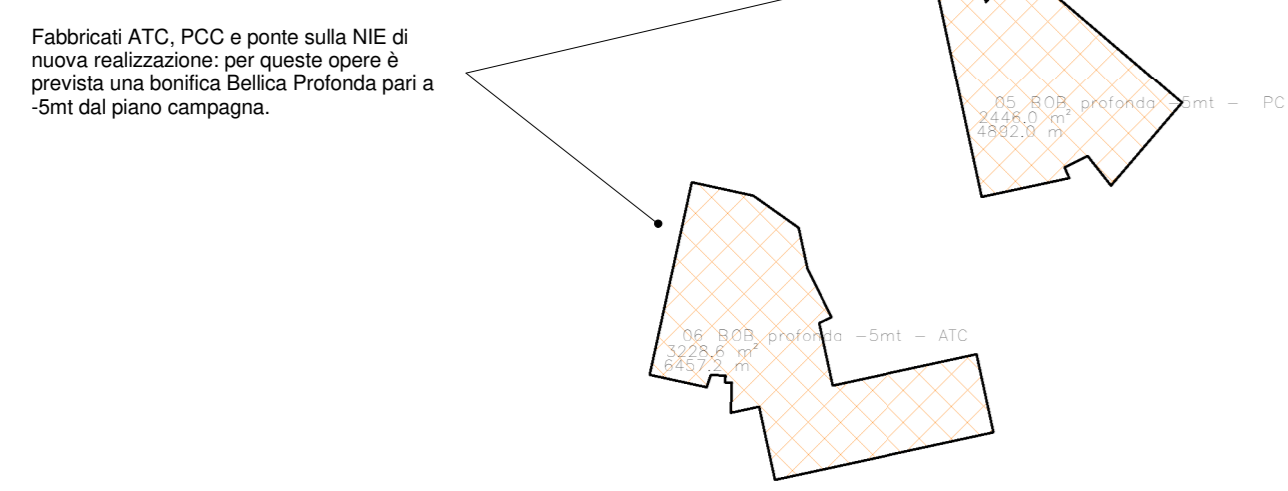 Fabbricati ATC, PCC e ponte sulla NIE di
nuova realizzazione: per queste opere è
prevista una bonifica Bellica Profonda pari a
-5mt dal piano campagna.
05 BOB profonda -5mt - PC
2446.0 m²
4892.0 m
06 BOB profonda -5mt - ATC
3228.6 m²
6457.2 m